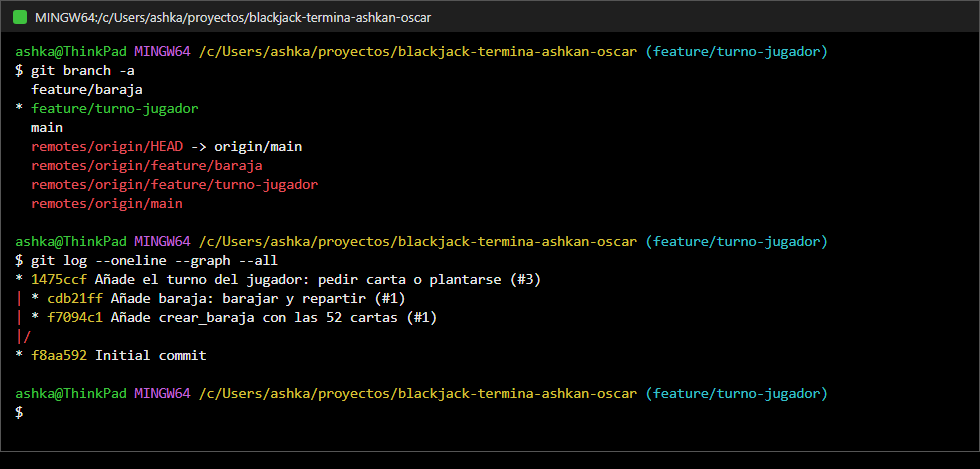 MINGW64:/c/Users/ashka/proyectos/blackjack-termina-ashkan-oscar
ashka@ThinkPad MINGW64 /c/Users/ashka/proyectos/blackjack-termina-ashkan-oscar (feature/turno-jugador)
$ git branch -a
  feature/baraja
* feature/turno-jugador
  main
  remotes/origin/HEAD -> origin/main
  remotes/origin/feature/baraja
  remotes/origin/feature/turno-jugador
  remotes/origin/main
ashka@ThinkPad MINGW64 /c/Users/ashka/proyectos/blackjack-termina-ashkan-oscar (feature/turno-jugador)
$ git log --oneline --graph --all
* 1475ccf Añade el turno del jugador: pedir carta o plantarse (#3)
| * cdb21ff Añade baraja: barajar y repartir (#1)
| * f7094c1 Añade crear_baraja con las 52 cartas (#1)
|/
* f8aa592 Initial commit
ashka@ThinkPad MINGW64 /c/Users/ashka/proyectos/blackjack-termina-ashkan-oscar (feature/turno-jugador)
$